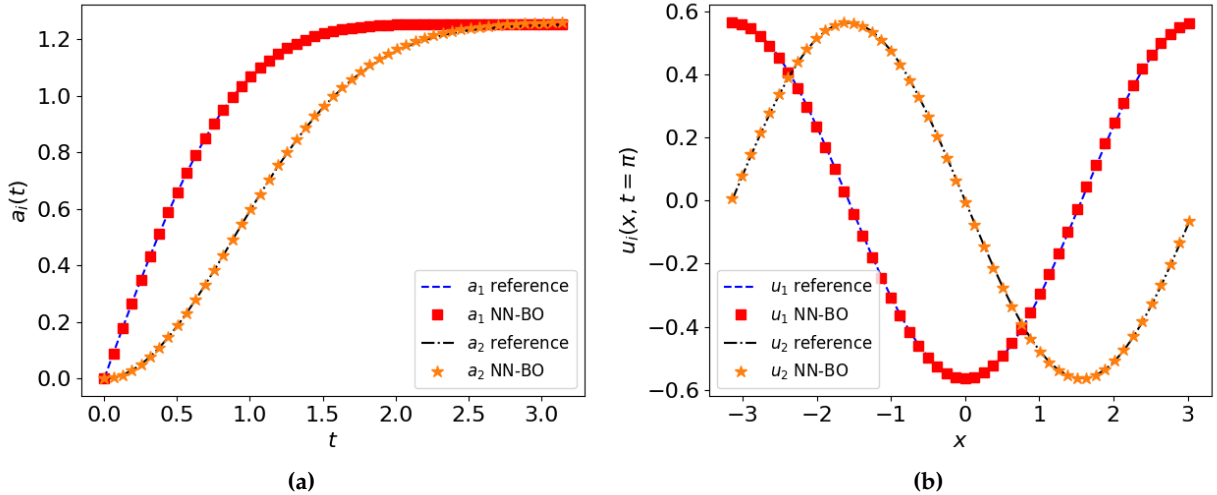 1.2
1.0
0.8
0.6
0.4
0.2
0.0
a_i(t)
0.0 0.5 1.0 1.5 2.0 2.5 3.0
t
a_1 reference
a_1 NN-BO
a_2 reference
a_2 NN-BO
(a)
0.6
0.4
0.2
0.0
−0.2
−0.4
−0.6
u_i(x, t = π)
−3 −2 −1 0 1 2 3
x
u_1 reference
u_1 NN-BO
u_2 reference
u_2 NN-BO
(b)